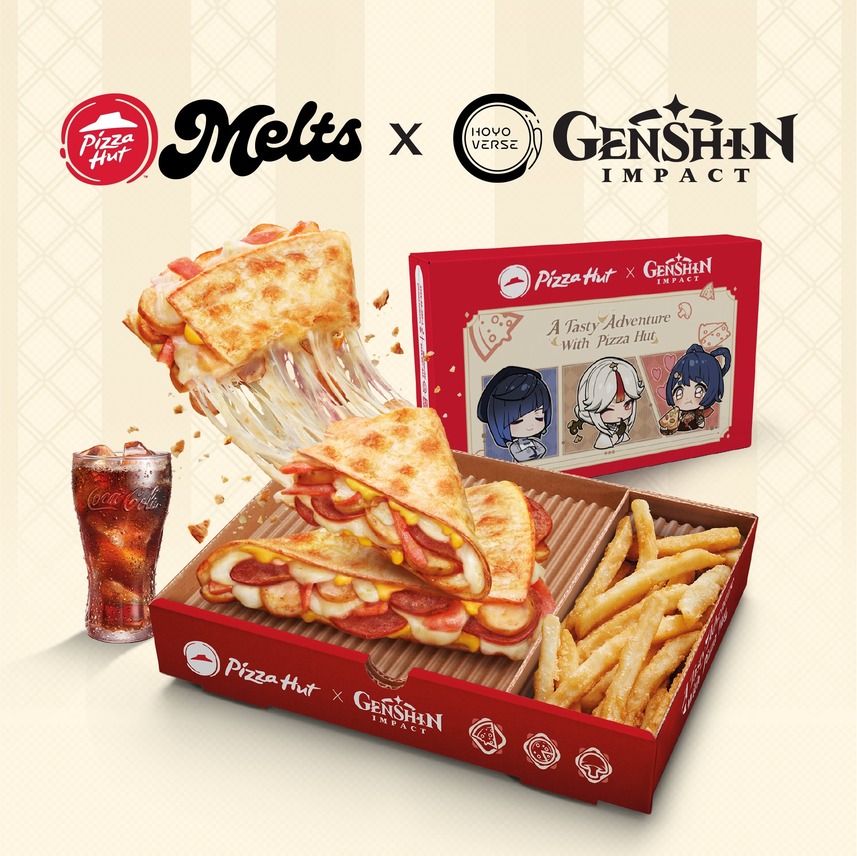 Pizza Hut Melts X HOYO VERSE GENSHIN IMPACT
Pizza Hut X GENSHIN IMPACT
A Tasty Adventure
With Pizza Hut
Coca-Cola
Pizza Hut X GENSHIN IMPACT